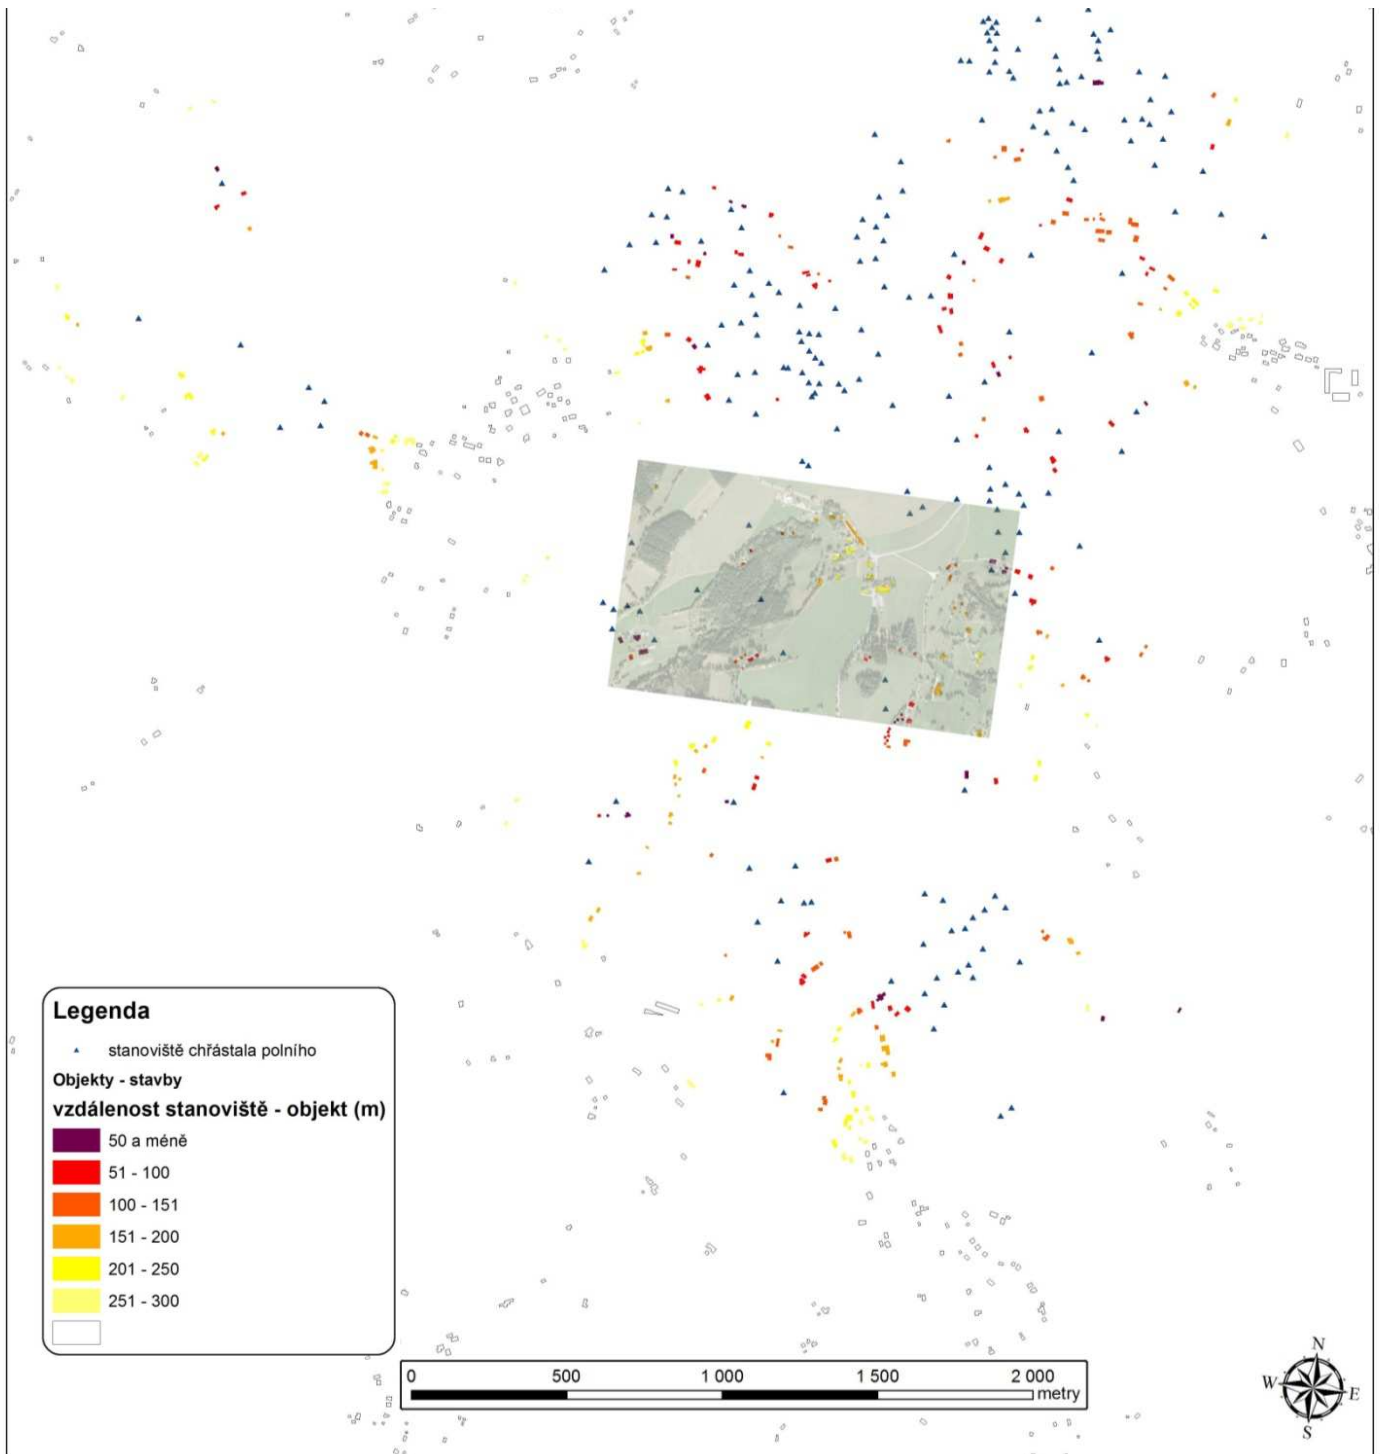 Legenda
stanoviště chřástala polního
Objekty - stavby
vzdálenost stanoviště - objekt (m)
50 a méně
51 - 100
100 - 151
151 - 200
201 - 250
251 - 300
0 500 1 000 1 500 2 000
metry
N
W E
S